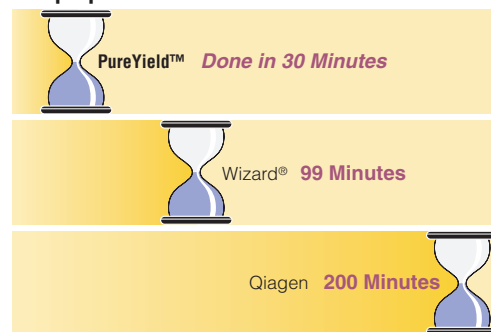 PureYield™ Done in 30 Minutes
Wizard® 99 Minutes
Qiagen 200 Minutes